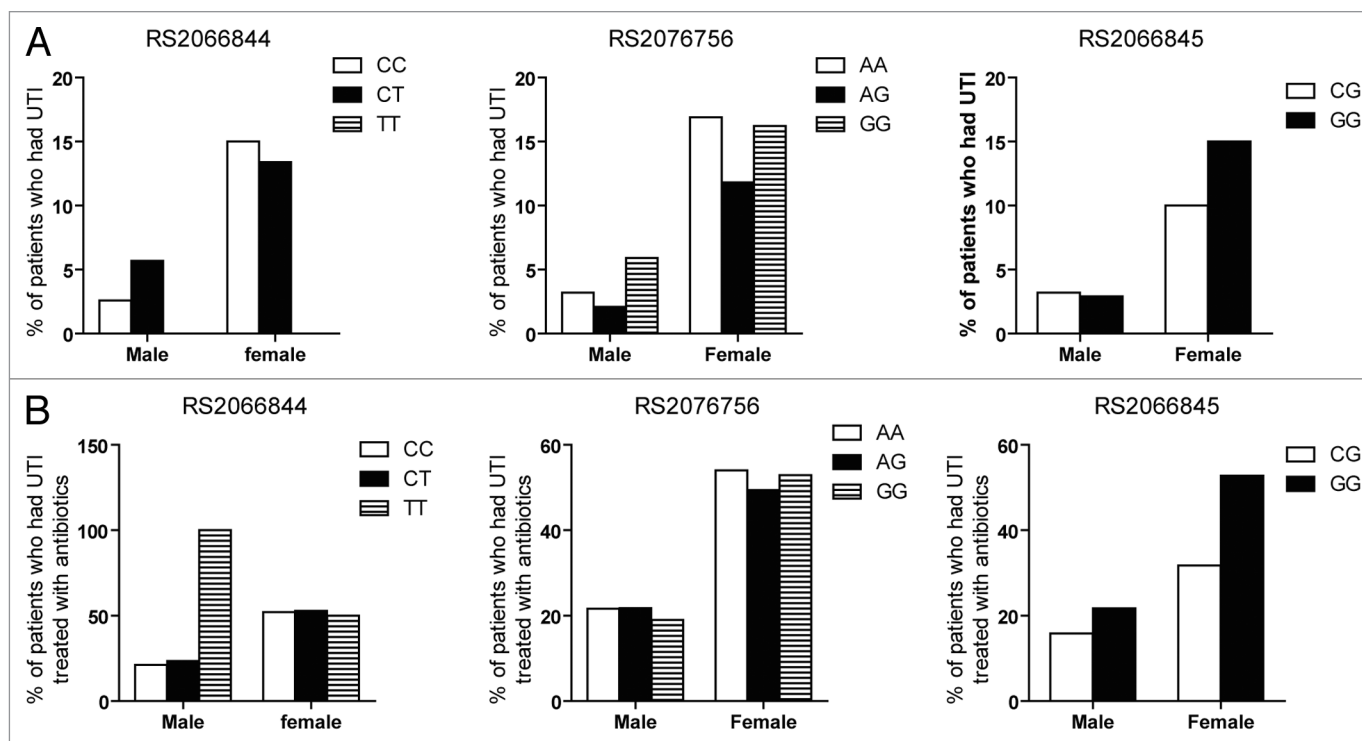 A
RS2066844
CC
CT
TT
% of patients who had UTI
20
15
10
5
0
Male
female
RS2076756
AA
AG
GG
% of patients who had UTI
20
15
10
5
0
Male
Female
RS2066845
CG
GG
% of patients who had UTI
20
15
10
5
0
Male
Female
B
RS2066844
CC
CT
TT
% of patients who had UTI
treated with antibiotics
150
100
50
0
Male
female
RS2076756
AA
AG
GG
% of patients who had UTI
treated with antibiotics
60
40
20
0
Male
Female
RS2066845
CG
GG
% of patients who had UTI
treated with antibiotics
60
40
20
0
Male
Female